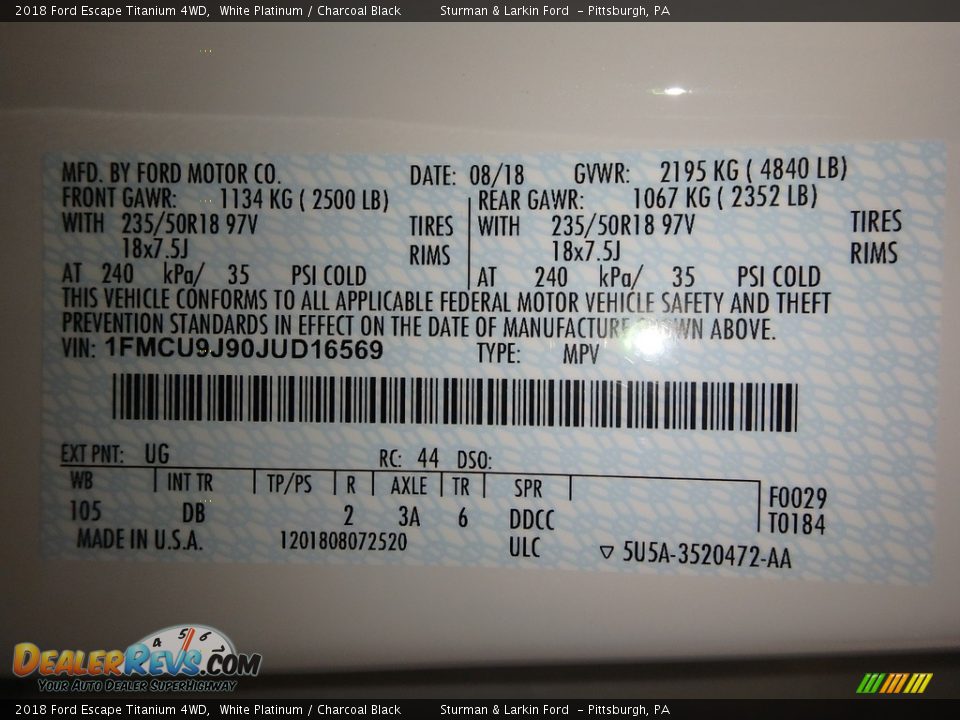 2018 Ford Escape Titanium 4WD, White Platinum / Charcoal Black Sturman & Larkin Ford - Pittsburgh, PA
MFD. BY FORD MOTOR CO. DATE: 08/18 GVWR: 2195 KG ( 4840 LB)
FRONT GAWR: 1134 KG ( 2500 LB) REAR GAWR: 1067 KG ( 2352 LB)
WITH 235/50R18 97V TIRES WITH 235/50R18 97V TIRES
18x7.5J RIMS 18x7.5J RIMS
AT 240 kPa/ 35 PSI COLD AT 240 kPa/ 35 PSI COLD
THIS VEHICLE CONFORMS TO ALL APPLICABLE FEDERAL MOTOR VEHICLE SAFETY AND THEFT
PREVENTION STANDARDS IN EFFECT ON THE DATE OF MANUFACTURE SHOWN ABOVE.
VIN: 1FMCU9J90JUD16569 TYPE: MPV
EXT PNT: UG RC: 44 DSO:
WB INT TR TP/PS R AXLE TR SPR F0029
105 DB 2 3A 6 DDCC T0184
MADE IN U.S.A. 1201808072520 ULC ▽ 5U5A-3520472-AA
4 5 6 7
DEALERREVS.COM
YOUR AUTO DEALER SUPERHIGHWAY
2018 Ford Escape Titanium 4WD, White Platinum / Charcoal Black Sturman & Larkin Ford - Pittsburgh, PA